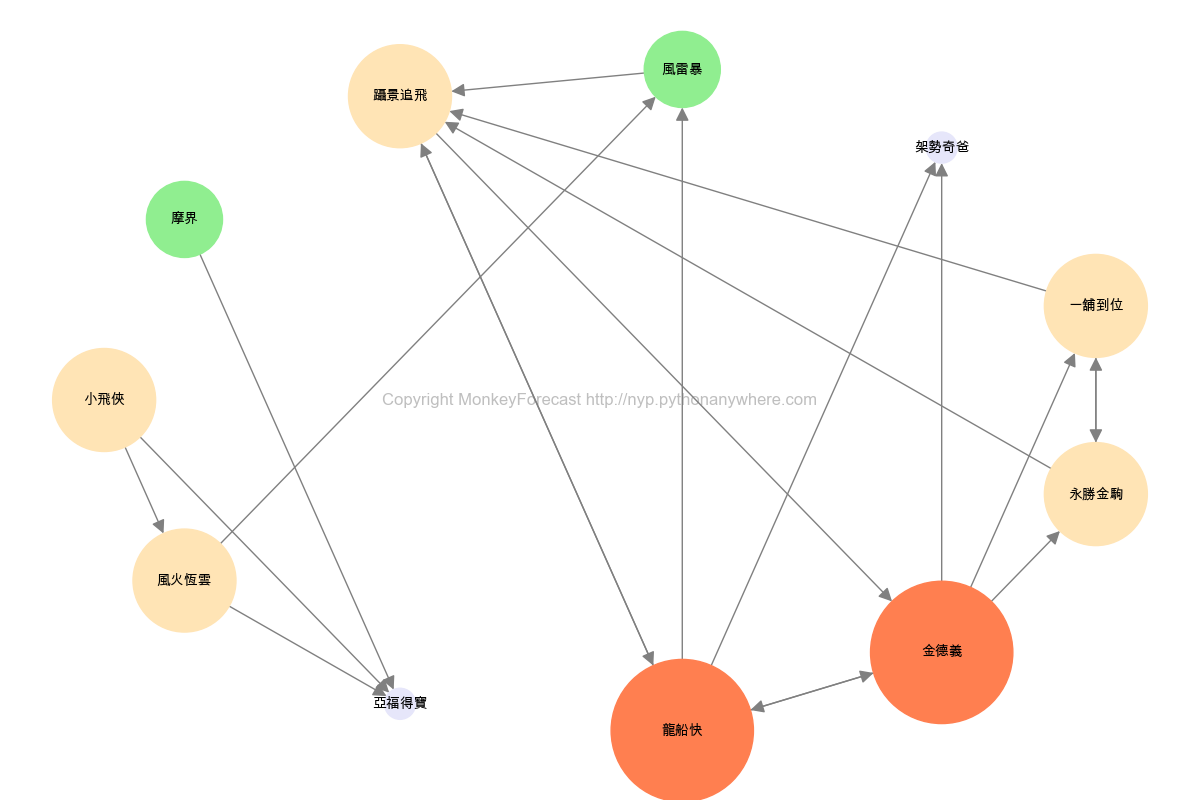 風雷暴
躡景追飛
架勢奇爸
摩界
一舖到位
小飛俠
Copyright MonkeyForecast http://nyp.pythonanywhere.com
永勝金駒
風火恆雲
金德義
亞福得寶
龍船快